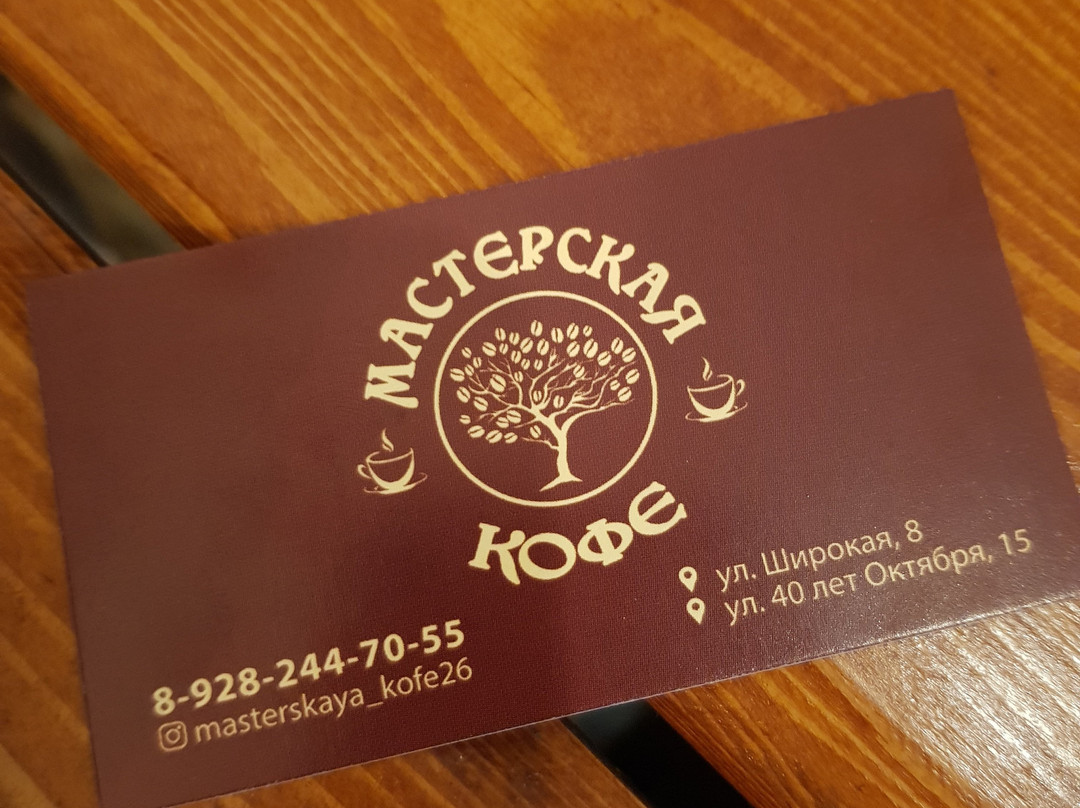 МАСТЕРСКАЯ
КОФЕ
ул. Широкая, 8
ул. 40 лет Октября, 15
8-928-244-70-55
masterskaya_kofe26